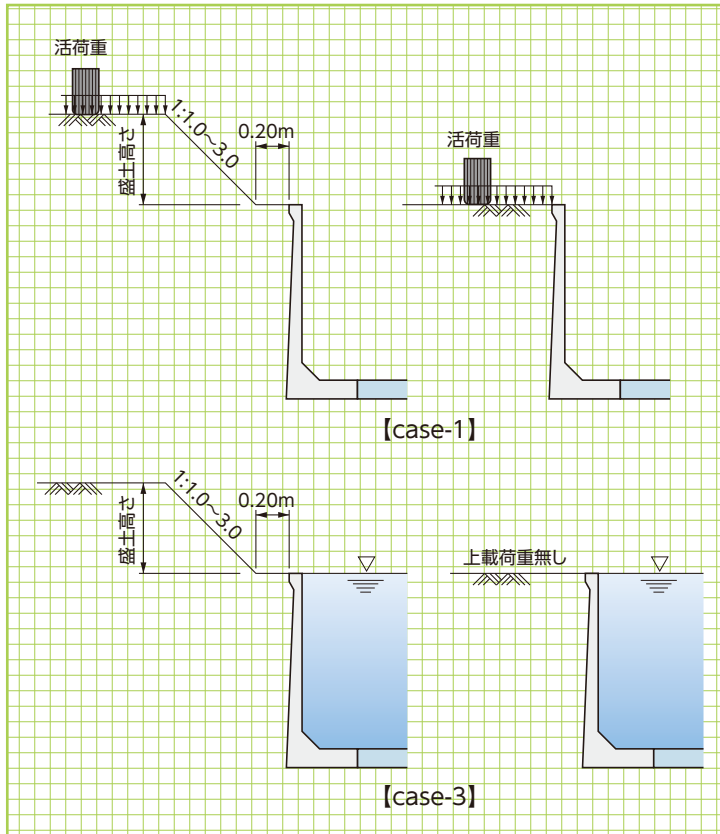 活荷重
1:1.0～3.0
0.20m
盛土高さ
活荷重
【case-1】
1:1.0～3.0
0.20m
盛土高さ
上載荷重無し
【case-3】